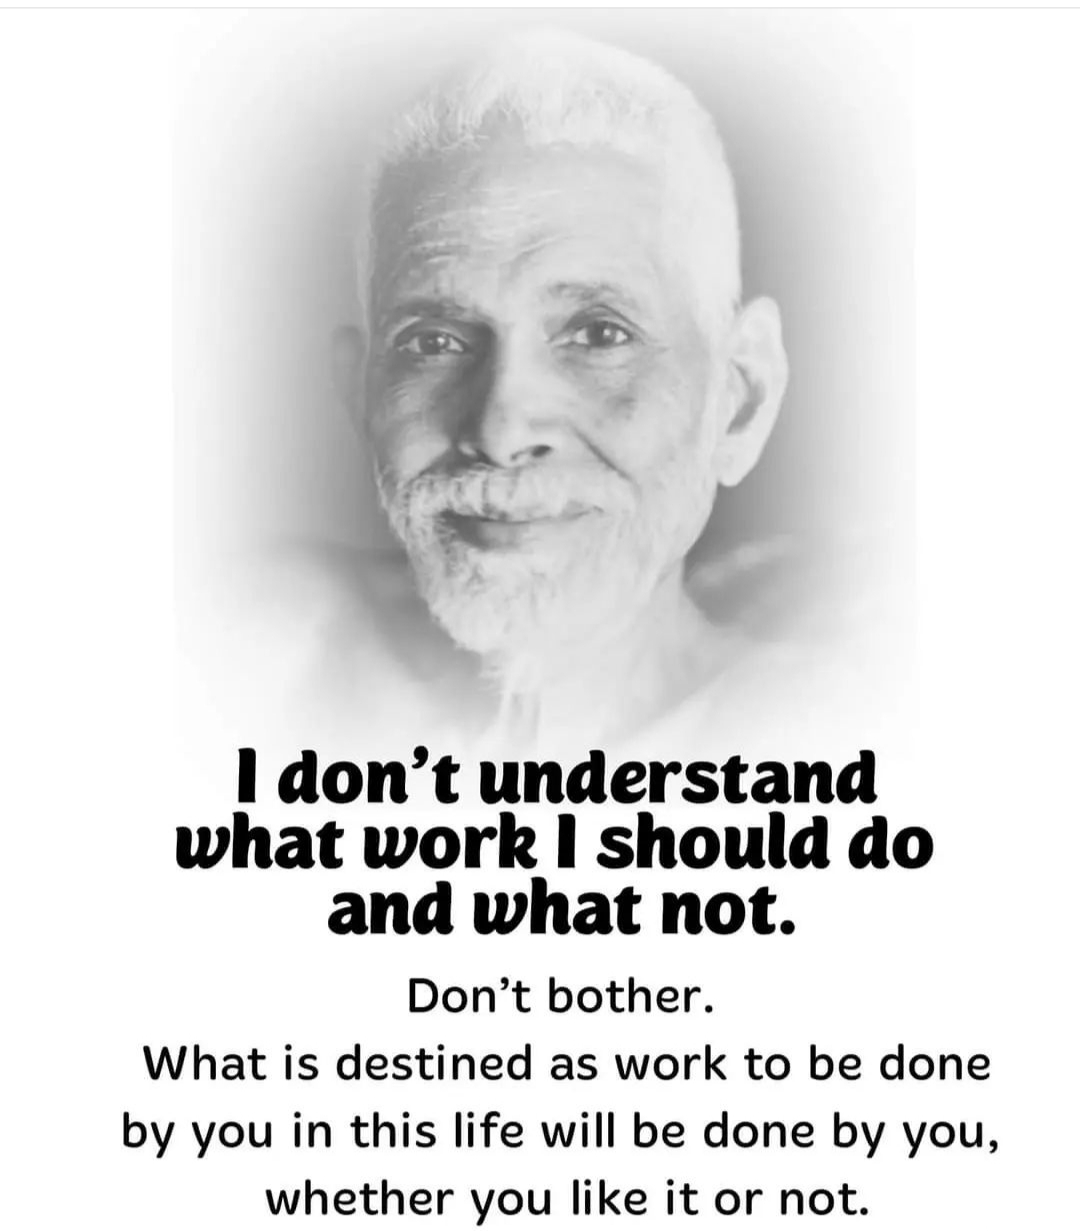 I don’t understand
what work I should do
and what not.
Don’t bother.
What is destined as work to be done
by you in this life will be done by you,
whether you like it or not.